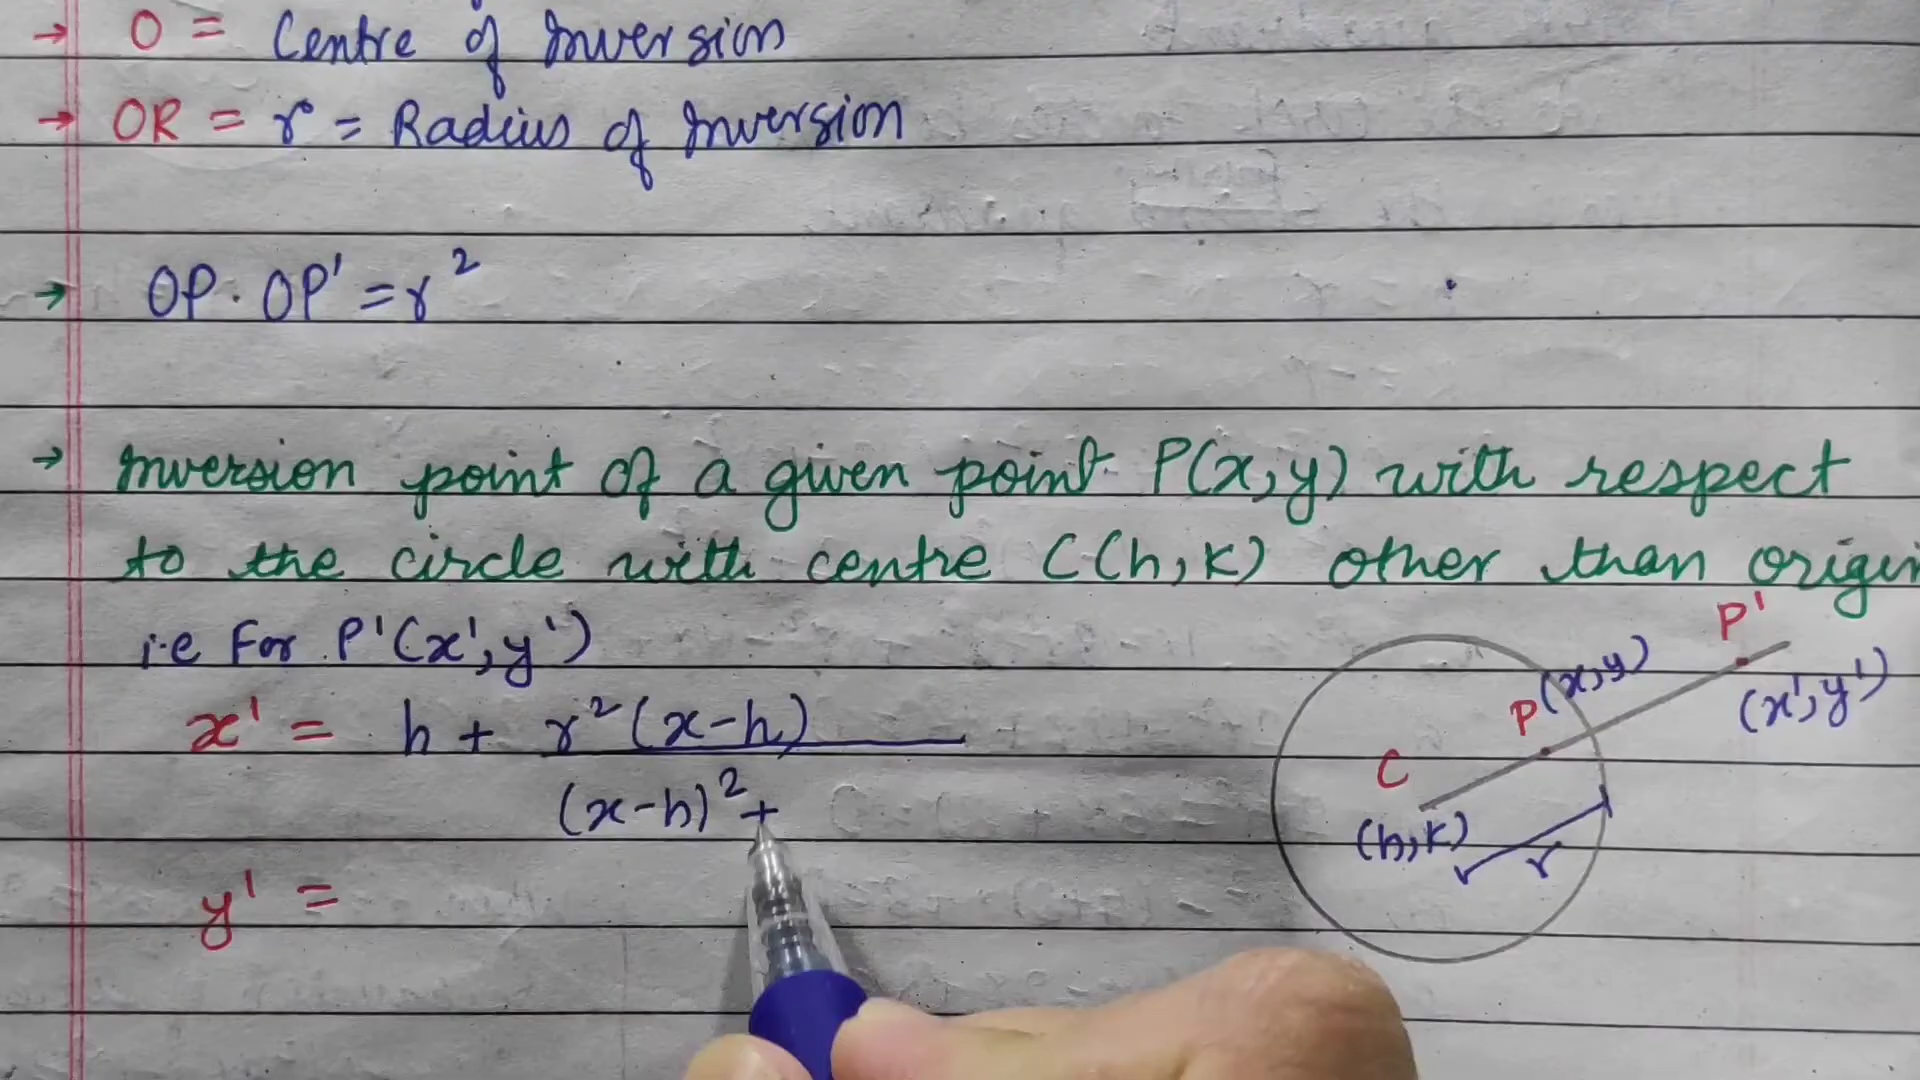 → O = Centre of Inversion
→ OR = r = Radius of Inversion
→ OP · OP' = r²
→ Inversion point of a given point P(x,y) with respect
to the circle with centre C(h,K) other than origin
i.e For P'(x',y')
x' = h + r²(x-h)
(x-h)² +
y' =
P'
(x,y)
(x',y')
P
C
(h,K)
r